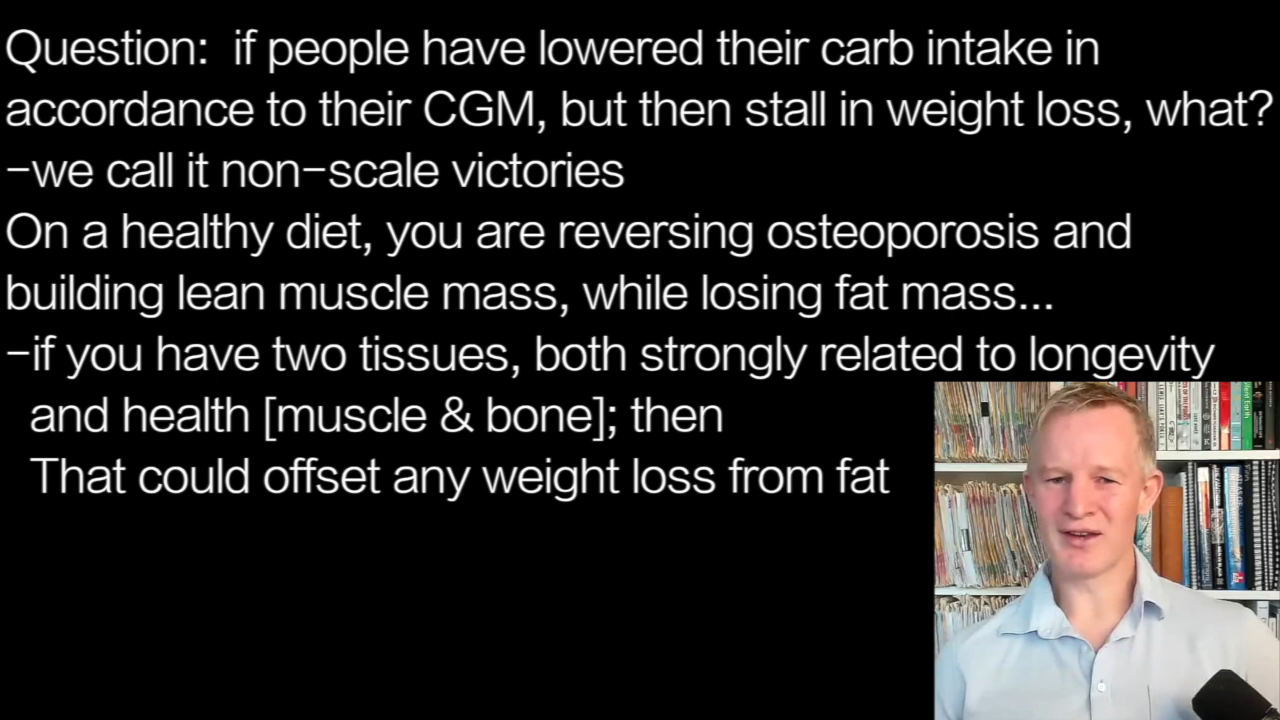 Question: if people have lowered their carb intake in
accordance to their CGM, but then stall in weight loss, what?
-we call it non-scale victories
On a healthy diet, you are reversing osteoporosis and
building lean muscle mass, while losing fat mass...
-if you have two tissues, both strongly related to longevity
and health [muscle & bone]; then
That could offset any weight loss from fat